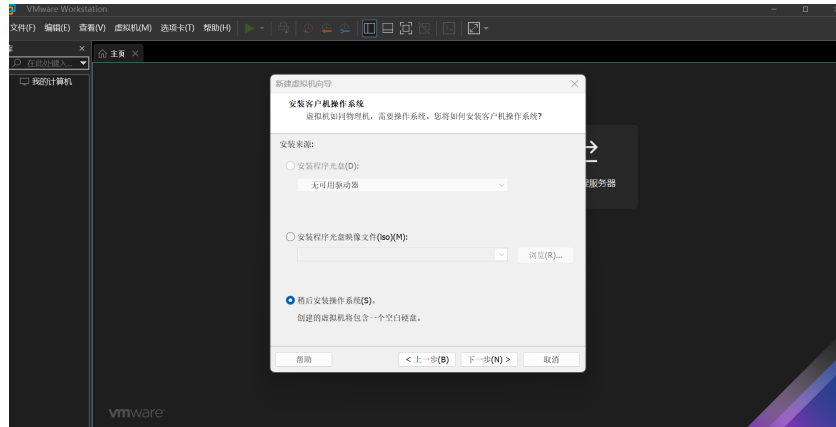 VMware Workstation
文件(F) 编辑(E) 查看(V) 虚拟机(M) 选项卡(T) 帮助(H)
在此处键入...
主页
我的计算机
新建虚拟机向导
安装客户机操作系统
虚拟机如同物理机，需要操作系统。您将如何安装客户机操作系统?
安装来源:
安装程序光盘(D):
无可用驱动器
程服务器
安装程序光盘映像文件(iso)(M):
浏览(R)...
稍后安装操作系统(S)。
创建的虚拟机将包含一个空白硬盘。
帮助
< 上一步(B)
下一步(N) >
取消
vmware